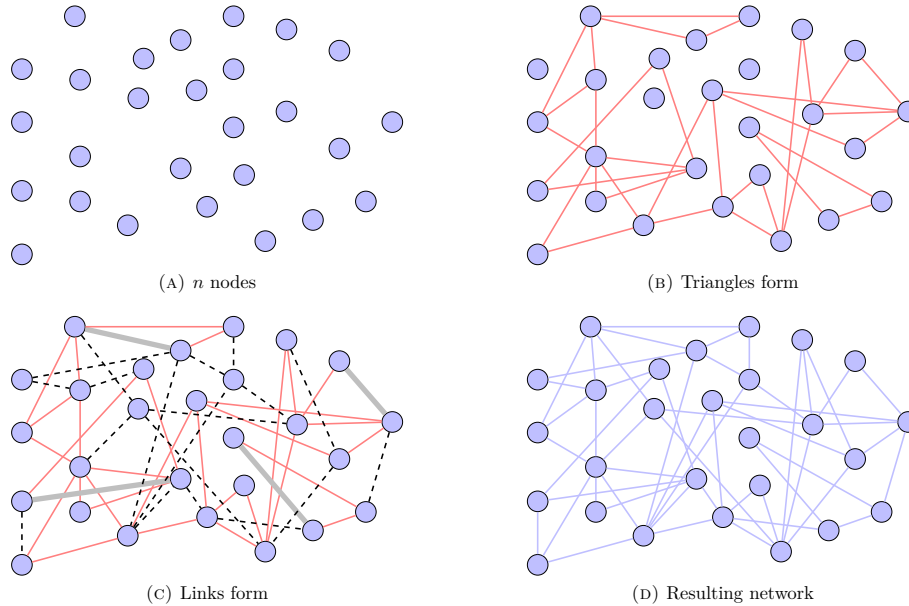 (A) n nodes
(B) Triangles form
(C) Links form
(D) Resulting network